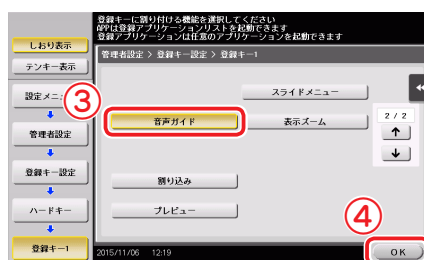 登録キーに割り付ける機能を選択してください
APPは登録アプリケーションリストを起動できます
登録アプリケーションは任意のアプリケーションを起動できます
しおり表示
テンキー表示
管理者設定 > 登録キー設定 > 登録キー1
設定メニ
③
スライドメニュー
音声ガイド
表示ズーム
2 / 2
↑
↓
管理者設定
登録キー設定
割り込み
ハードキー
プレビュー
④
登録キー1
2015/11/06 12:19
OK